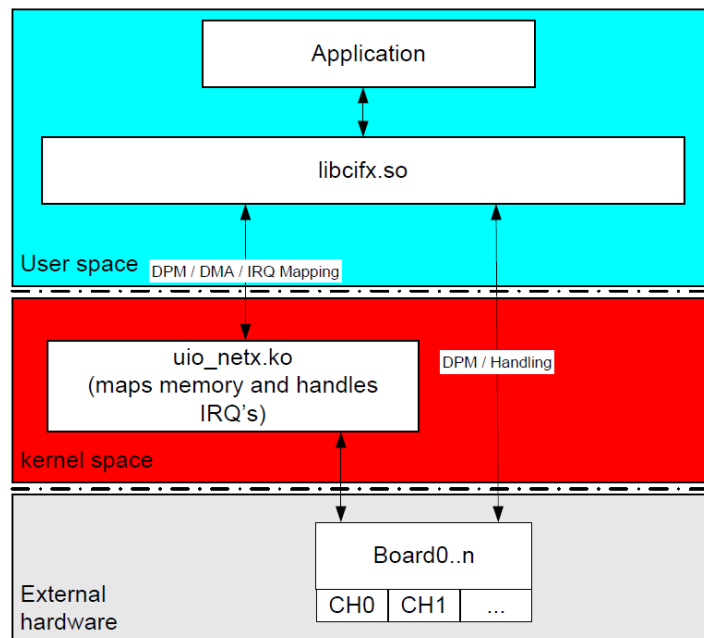 Application
libcifx.so
User space
DPM / DMA / IRQ Mapping
uio_netx.ko
(maps memory and handles
IRQ's)
DPM / Handling
kernel space
Board0..n
CH0 CH1 ...
External
hardware